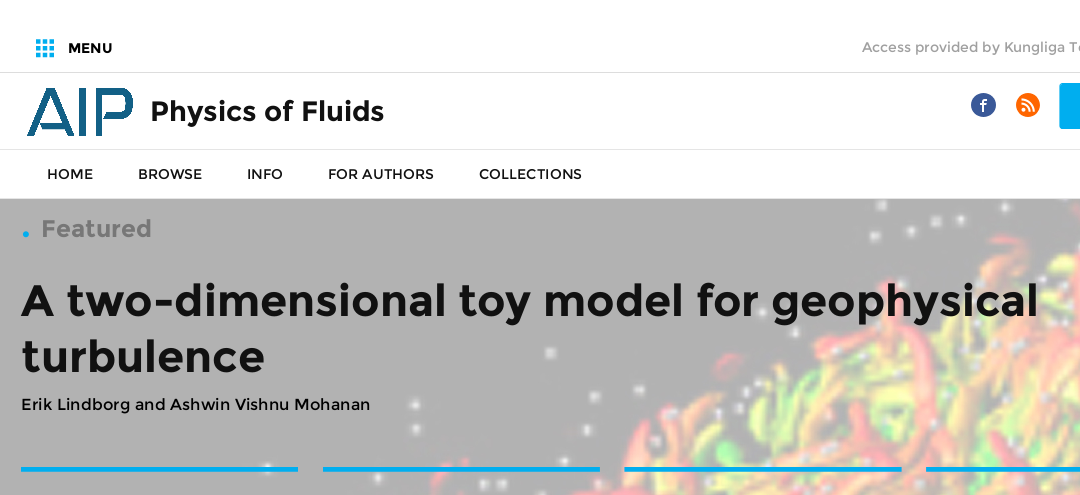 MENU
Access provided by Kungliga
AIP Physics of Fluids
HOME BROWSE INFO FOR AUTHORS COLLECTIONS
Featured
A two-dimensional toy model for geophysical
turbulence
Erik Lindborg and Ashwin Vishnu Mohanan